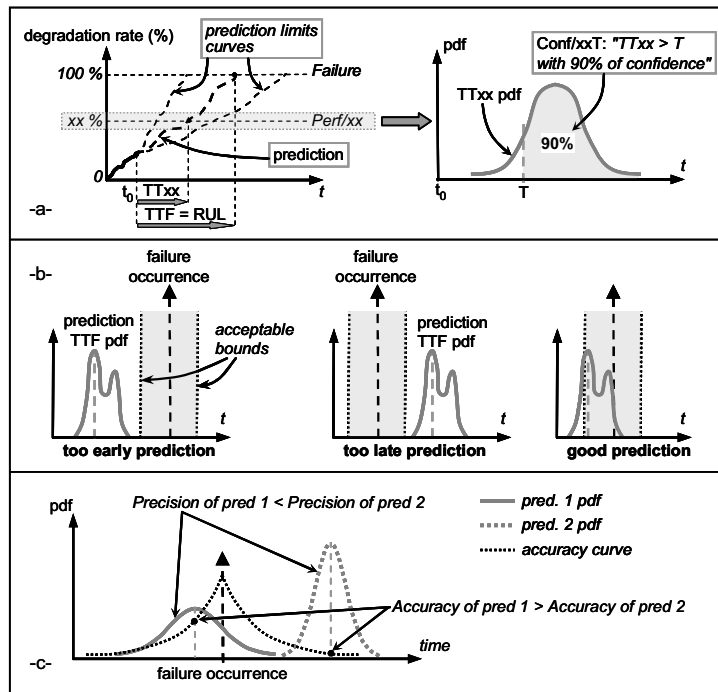 degradation rate (%)
prediction limits
curves
100 %
Failure
xx %
Perf/xx
prediction
0
t0
TTxx
t
TTF = RUL
-a-
pdf
Conf/xxT: "TTxx > T
with 90% of confidence"
TTxx pdf
90%
t
t0
T
-b-
failure
occurrence
prediction
TTF pdf
acceptable
bounds
t
too early prediction
failure
occurrence
prediction
TTF pdf
t
too late prediction
t
good prediction
pdf
Precision of pred 1 < Precision of pred 2
pred. 1 pdf
pred. 2 pdf
accuracy curve
Accuracy of pred 1 > Accuracy of pred 2
time
failure occurrence
-c-